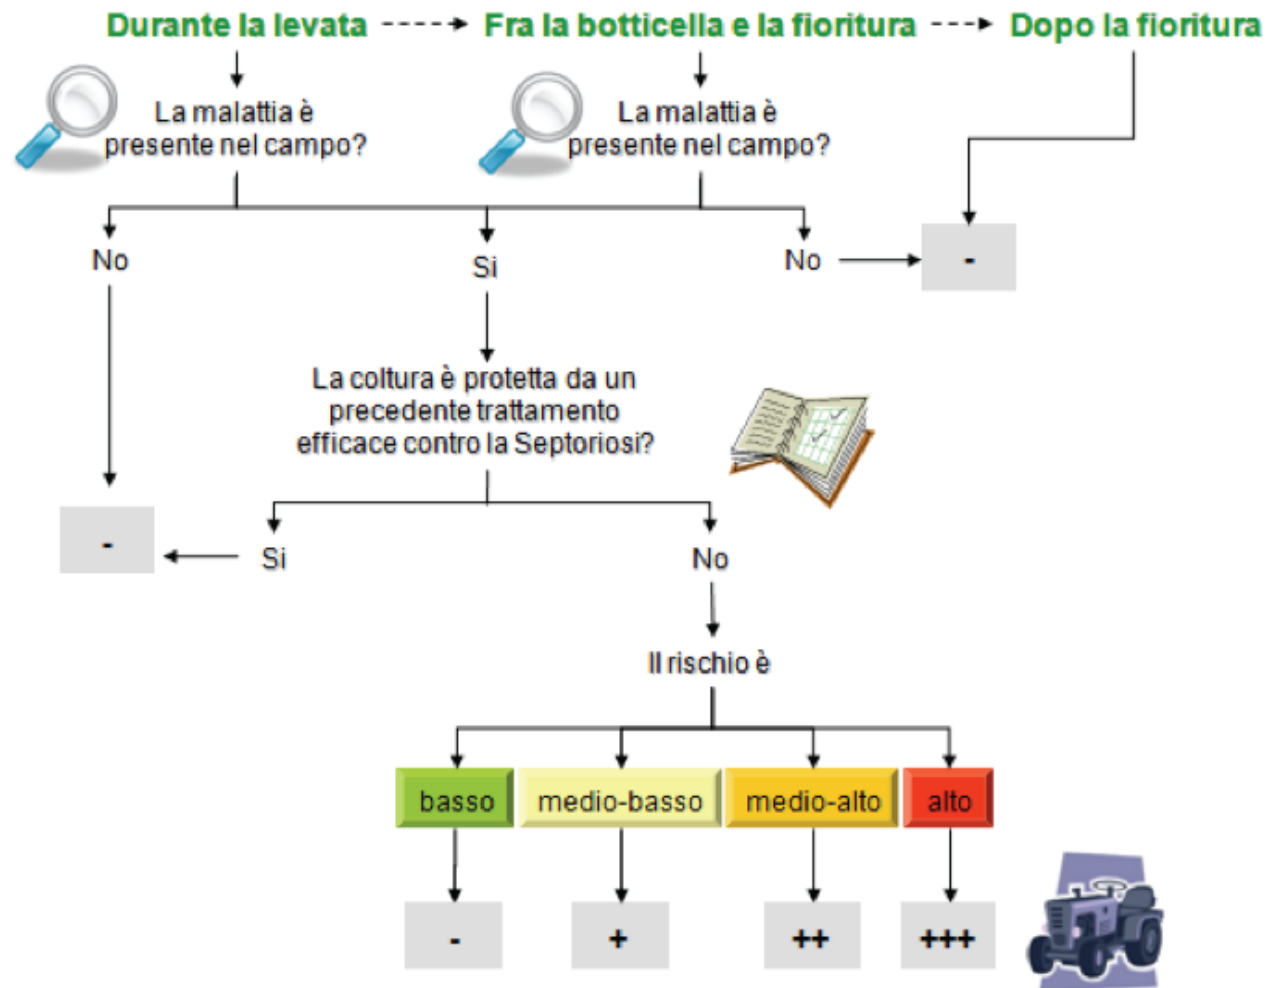 Durante la levata
Fra la botticella e la fioritura
Dopo la fioritura
La malattia è
presente nel campo?
La malattia è
presente nel campo?
No
Si
No
-
La coltura è protetta da un
precedente trattamento
efficace contro la Septoriosi?
-
Si
No
Il rischio è
basso
medio-basso
medio-alto
alto
-
+
++
+++